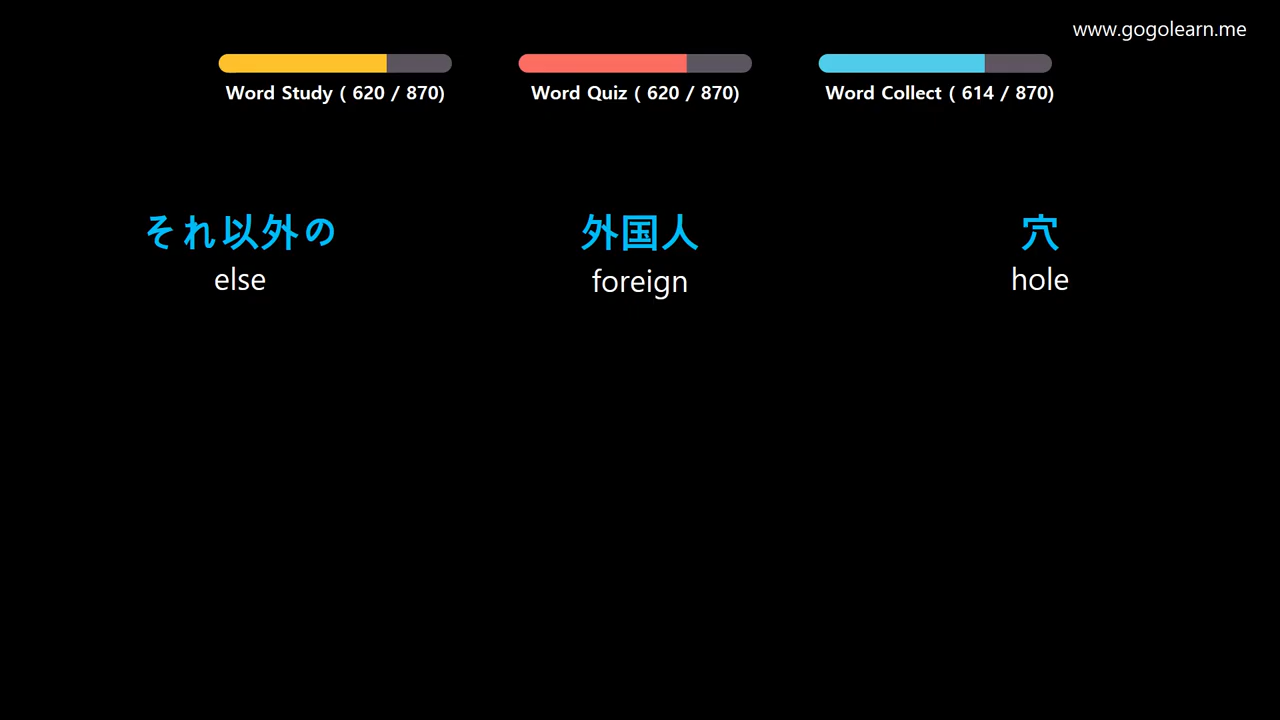 www.gogolearn.me
Word Study ( 620 / 870)
Word Quiz ( 620 / 870)
Word Collect ( 614 / 870)
それ以外の
外国人
穴
else
foreign
hole